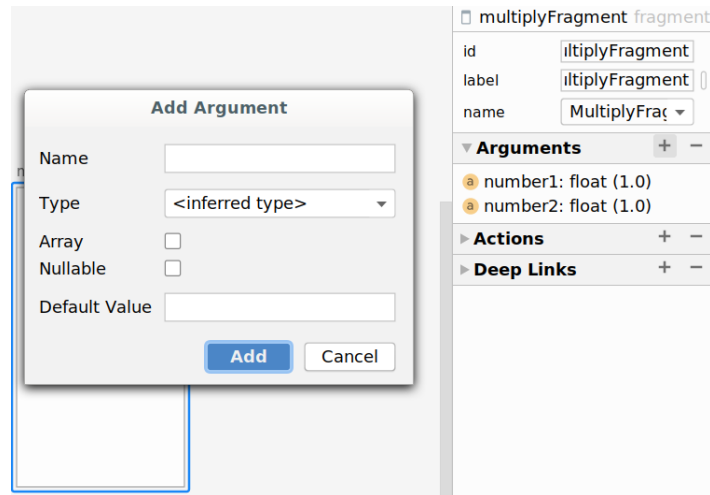 multiplyFragment fragment
id ıltiplyFragment
label ıltiplyFragment
name MultiplyFraç
Arguments + −
a number1: float (1.0)
a number2: float (1.0)
Actions + −
Deep Links + −
Add Argument
Name
Type <inferred type>
Array
Nullable
Default Value
Add Cancel